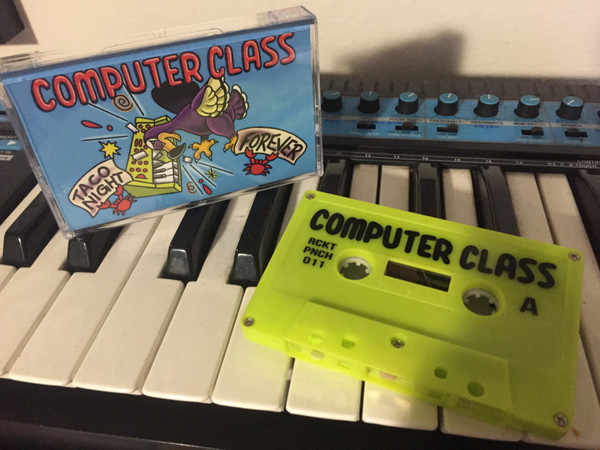 COMPUTER CLASS
TACO
NIGHT
FOREVER
COMPUTER CLASS
RCKT
PNCH
011
A